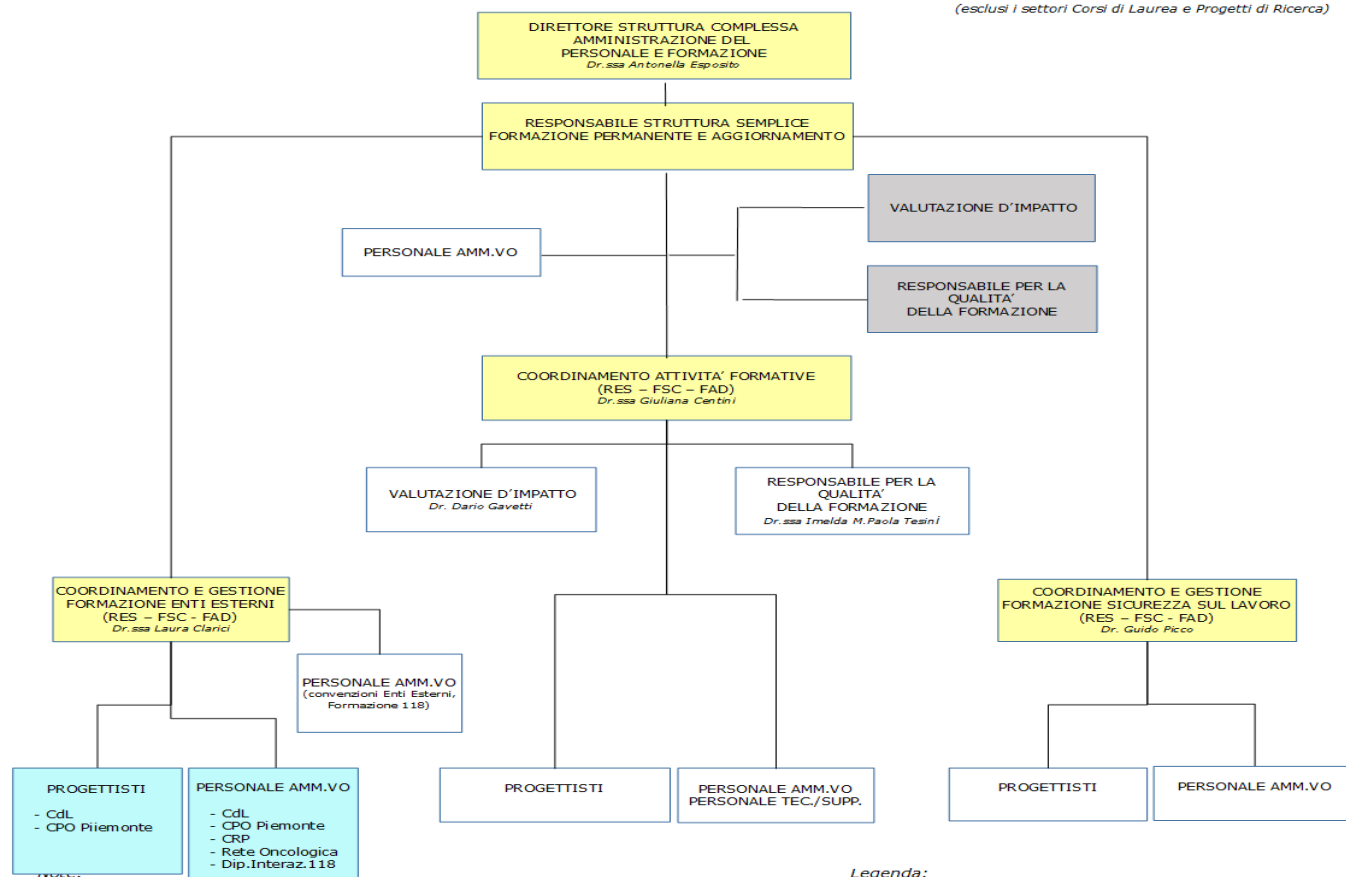 (esclusi i settori Corsi di Laurea e Progetti di Ricerca)
DIRETTORE STRUTTURA COMPLESSA
AMMINISTRAZIONE DEL
PERSONALE E FORMAZIONE
Dr.ssa Antonella Esposito
RESPONSABILE STRUTTURA SEMPLICE
FORMAZIONE PERMANENTE E AGGIORNAMENTO
VALUTAZIONE D’IMPATTO
PERSONALE AMM.VO
RESPONSABILE PER LA
QUALITA’
DELLA FORMAZIONE
COORDINAMENTO ATTIVITA’ FORMATIVE
(RES – FSC – FAD)
Dr.ssa Giuliana Centini
VALUTAZIONE D’IMPATTO
Dr. Dario Gavetti
RESPONSABILE PER LA
QUALITA’
DELLA FORMAZIONE
Dr.ssa Imelda M.Paola Tesini
COORDINAMENTO E GESTIONE
FORMAZIONE ENTI ESTERNI
(RES – FSC - FAD)
Dr.ssa Laura Clarici
COORDINAMENTO E GESTIONE
FORMAZIONE SICUREZZA SUL LAVORO
(RES – FSC - FAD)
Dr. Guido Picco
PERSONALE AMM.VO
(convenzioni Enti Esterni,
Formazione 118)
PROGETTISTI
- CdL
- CPO Piiemonte
PERSONALE AMM.VO
- CdL
- CPO Piemonte
- CRP
- Rete Oncologica
- Dip.Interaz.118
PROGETTISTI
PERSONALE AMM.VO
PERSONALE TEC./SUPP.
PROGETTISTI
PERSONALE AMM.VO
Legenda: